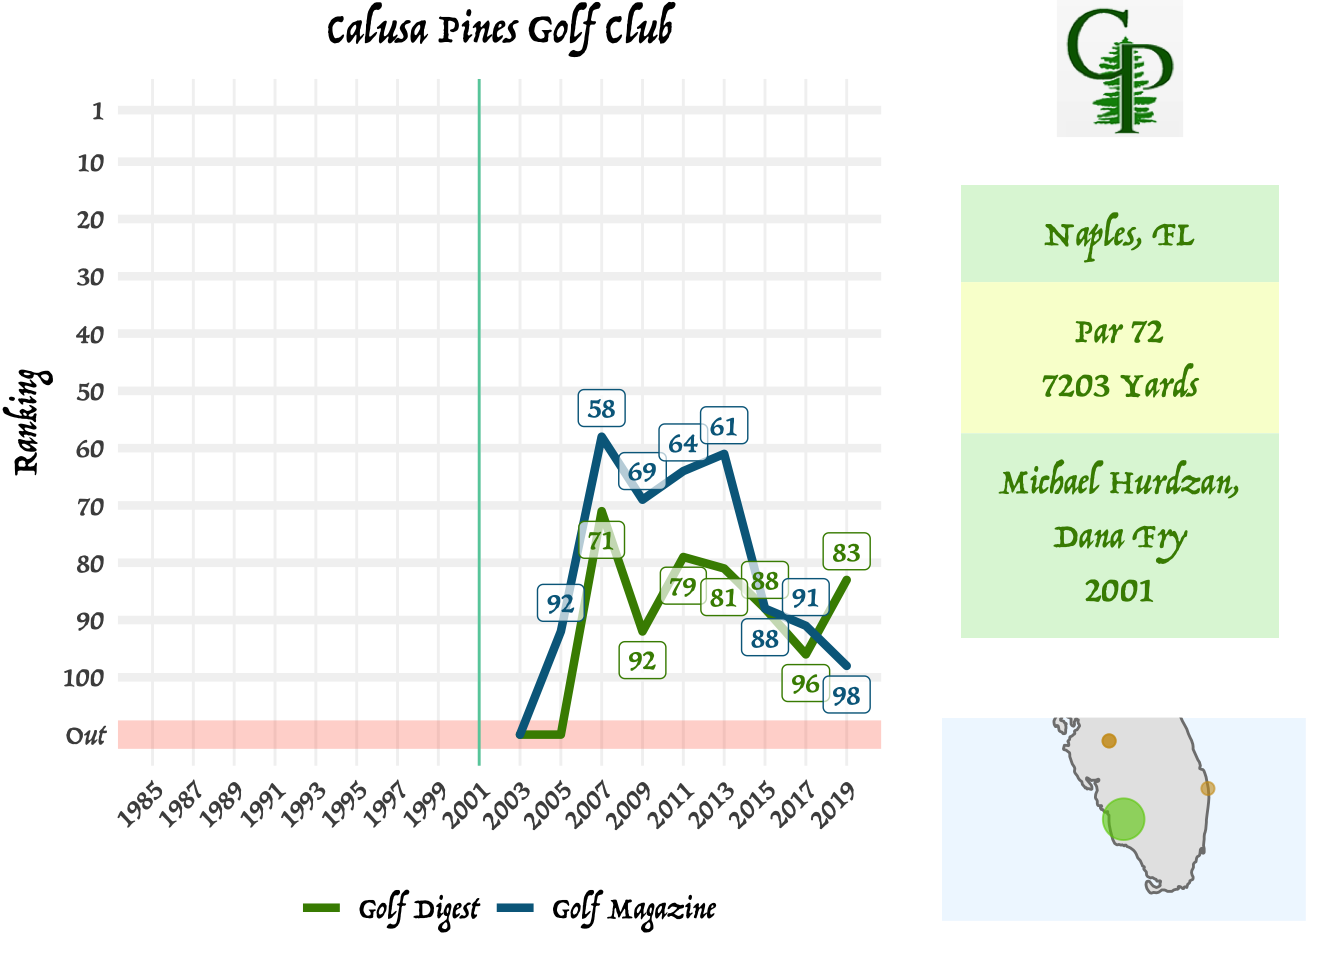 Calusa Pines Golf Club
CP
Ranking
1
10
20
30
40
50
60
70
80
90
100
Out
58
61
64
69
71
83
88
79
81
92
91
88
92
96
98
1985 1987 1989 1991 1993 1995 1997 1999 2001 2003 2005 2007 2009 2011 2013 2015 2017 2019
Golf Digest Golf Magazine
Naples, FL
Par 72
7203 Yards
Michael Hurdzan,
Dana Fry
2001